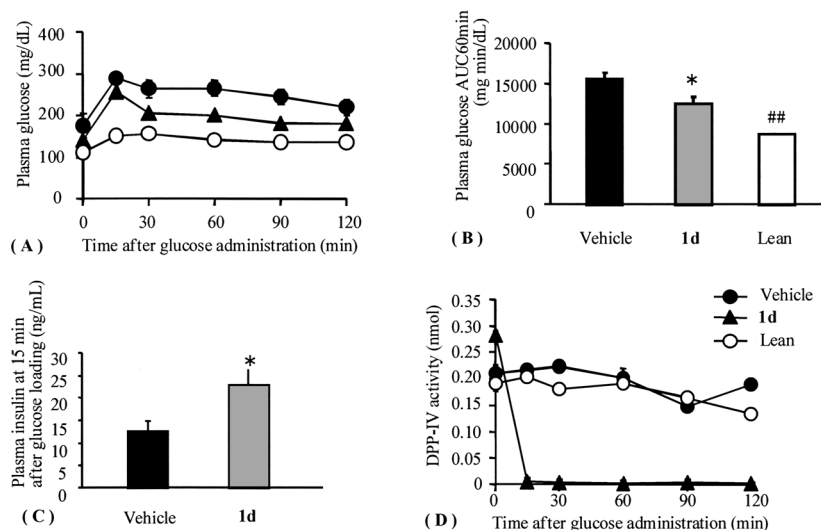 Plasma glucose (mg/dL)
400
300
200
100
0
0 30 60 90 120
Time after glucose administration (min)
( A )
Plasma glucose AUC60min
(mg min/dL)
20000
15000
10000
5000
0
*
##
Vehicle 1d Lean
( B )
Plasma insulin at 15 min
after glucose loading (ng/mL)
30
25
20
15
10
5
0
*
Vehicle 1d
( C )
DPP-IV activity (nmol)
0.35
0.30
0.25
0.20
0.15
0.10
0.05
0
Vehicle
1d
Lean
0 30 60 90 120
Time after glucose administration (min)
( D )